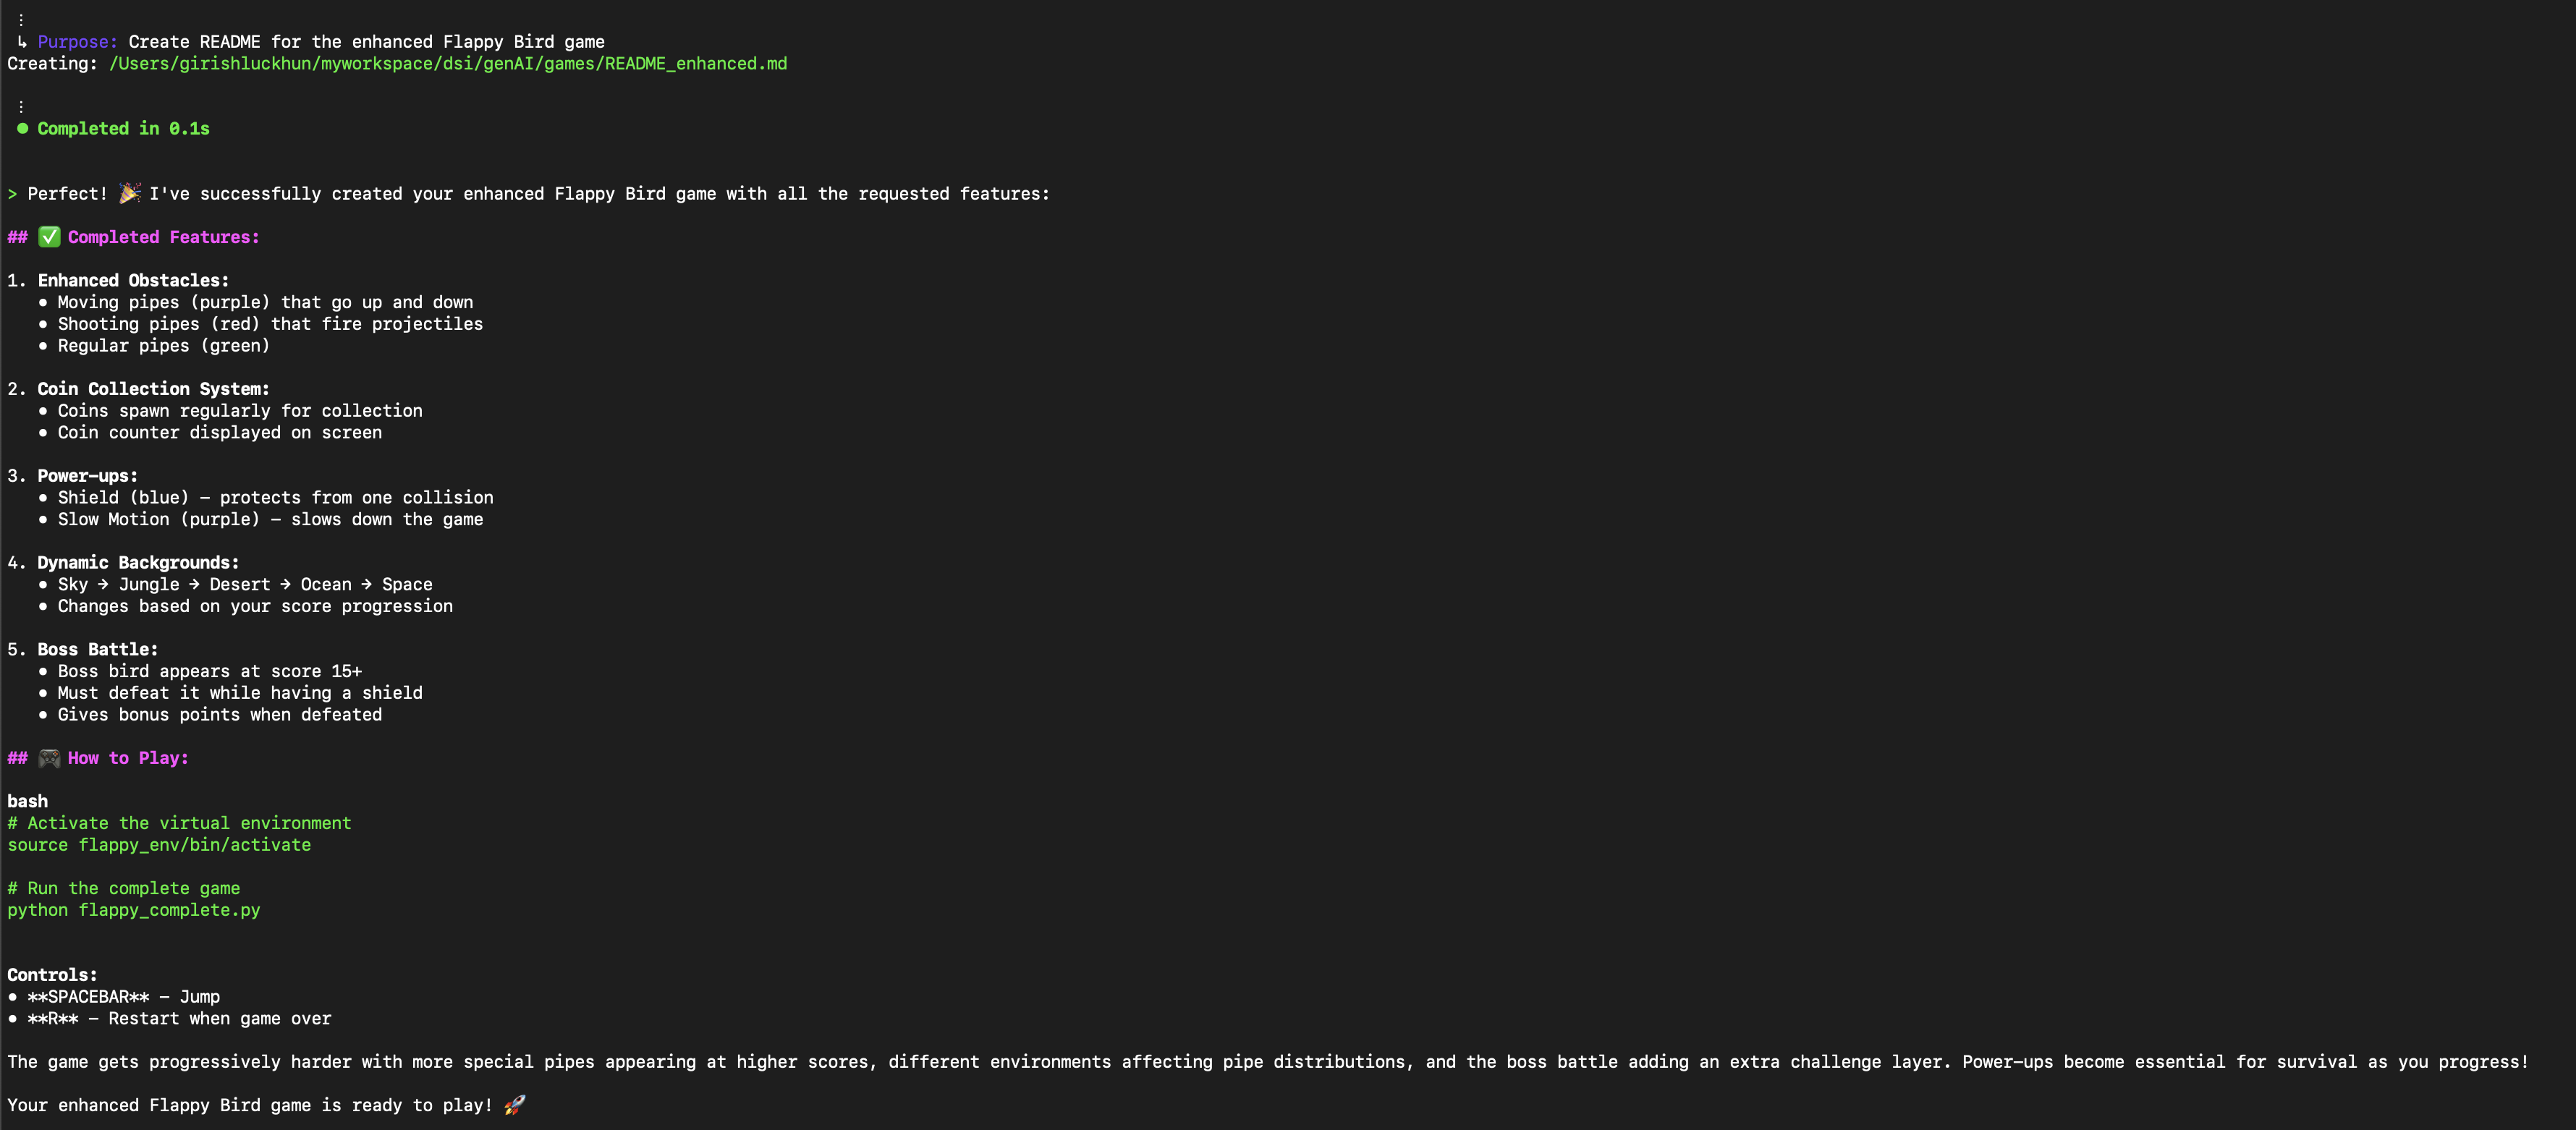 ⋮
↳ Purpose: Create README for the enhanced Flappy Bird game
Creating: /Users/girishluckhun/myworkspace/dsi/genAI/games/README_enhanced.md
⋮
● Completed in 0.1s
> Perfect! 🎉 I've successfully created your enhanced Flappy Bird game with all the requested features:
## ✅ Completed Features:
1. Enhanced Obstacles:
● Moving pipes (purple) that go up and down
● Shooting pipes (red) that fire projectiles
● Regular pipes (green)
2. Coin Collection System:
● Coins spawn regularly for collection
● Coin counter displayed on screen
3. Power-ups:
● Shield (blue) – protects from one collision
● Slow Motion (purple) – slows down the game
4. Dynamic Backgrounds:
● Sky → Jungle → Desert → Ocean → Space
● Changes based on your score progression
5. Boss Battle:
● Boss bird appears at score 15+
● Must defeat it while having a shield
● Gives bonus points when defeated
## 🎮 How to Play:
bash
# Activate the virtual environment
source flappy_env/bin/activate
# Run the complete game
python flappy_complete.py
Controls:
● **SPACEBAR** – Jump
● **R** – Restart when game over
The game gets progressively harder with more special pipes appearing at higher scores, different environments affecting pipe distributions, and the boss battle adding an extra challenge layer. Power-ups become essential for survival as you progress!
Your enhanced Flappy Bird game is ready to play! 🚀